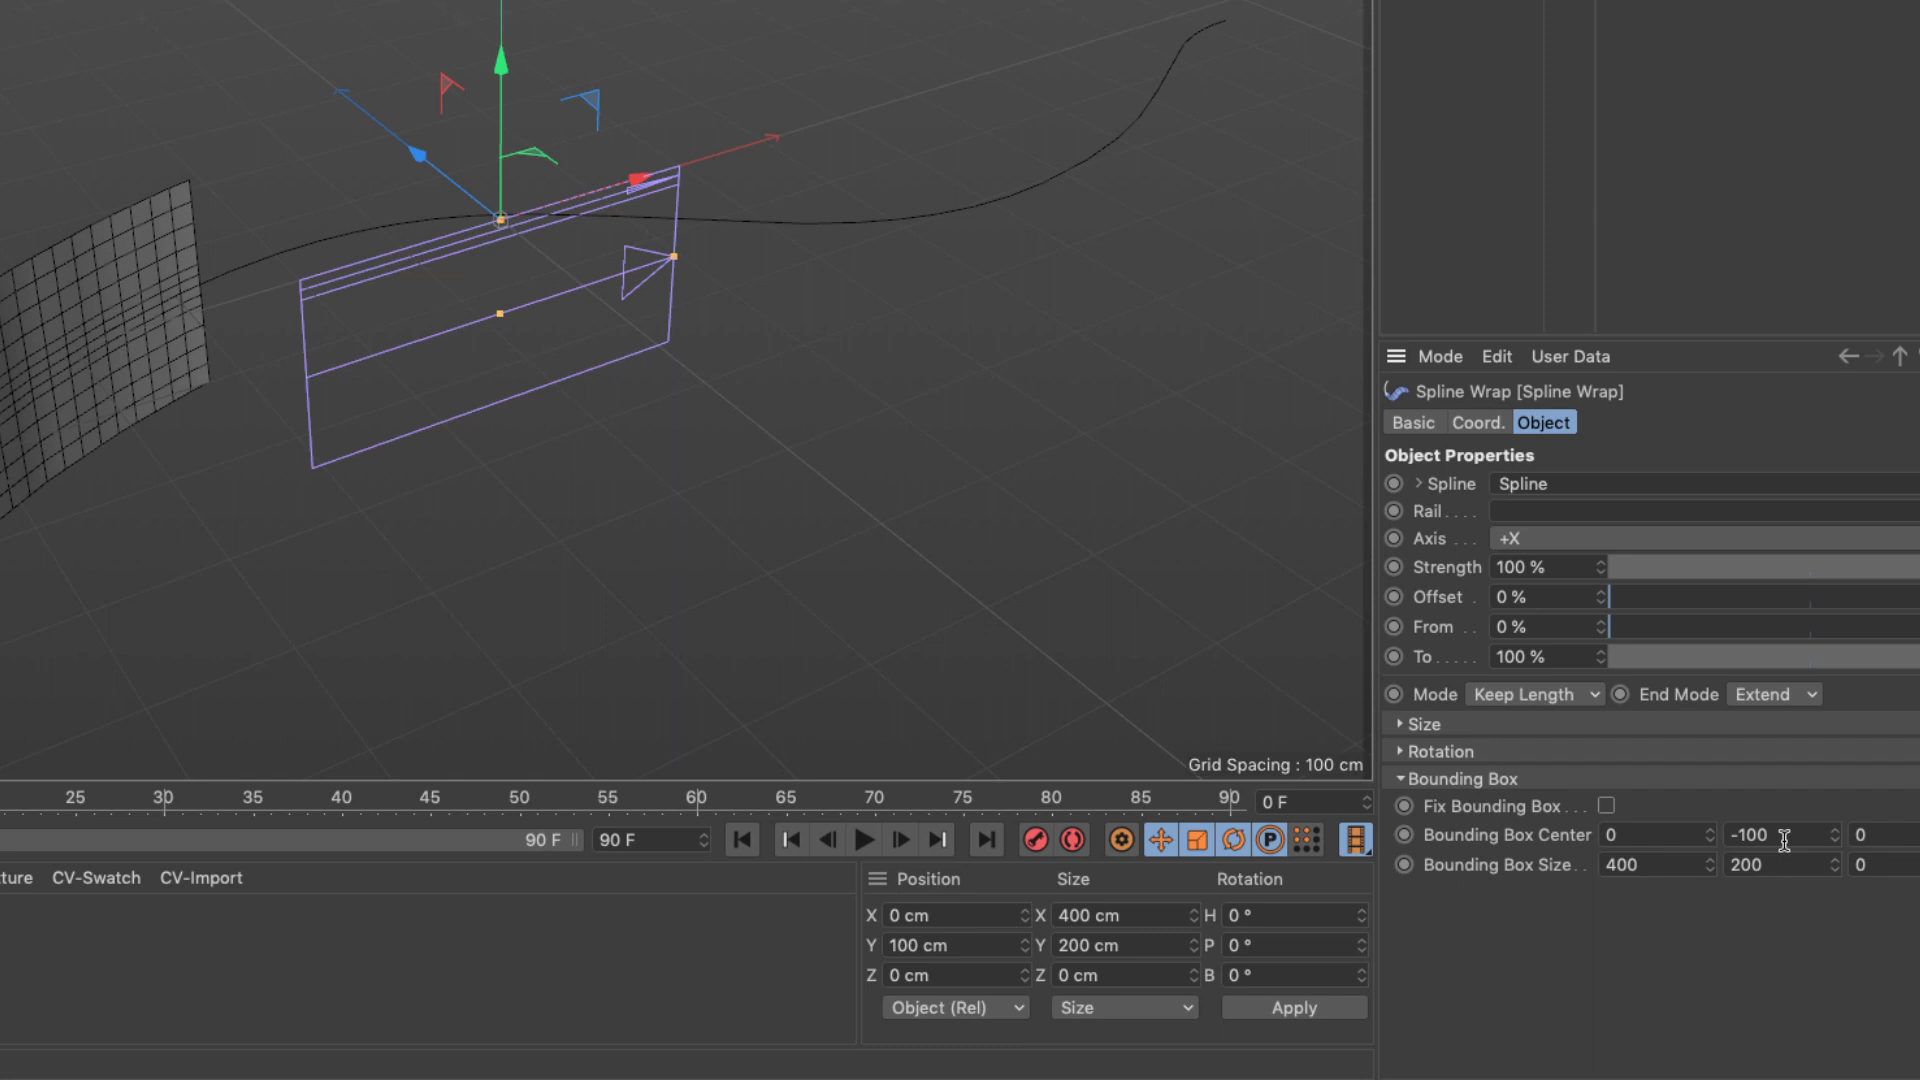 Mode Edit User Data
Spline Wrap [Spline Wrap]
Basic Coord. Object
Object Properties
> Spline Spline
Rail . . . .
Axis . . . +X
Strength 100 %
Offset . 0 %
From . . 0 %
To . . . . . 100 %
Mode Keep Length End Mode Extend
Size
Rotation
Bounding Box
Fix Bounding Box . . .
Bounding Box Center 0 -100 0
Bounding Box Size . . 400 200 0
Grid Spacing : 100 cm
25 30 35 40 45 50 55 60 65 70 75 80 85 90 0 F
90 F 90 F
P
ture CV-Swatch CV-Import
Position Size Rotation
X 0 cm X 400 cm H 0 °
Y 100 cm Y 200 cm P 0 °
Z 0 cm Z 0 cm B 0 °
Object (Rel) Size Apply